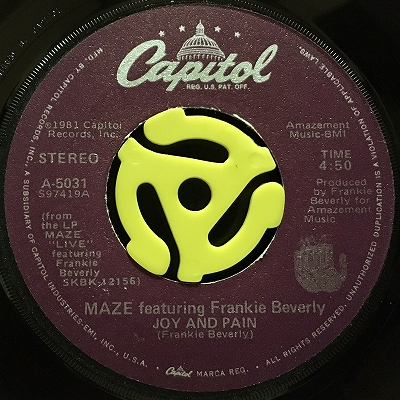 Capitol
REG. U.S. PAT. OFF.
©1981 Capitol
Records, Inc.
Amazement
Music-BMI
STEREO
TIME
4:50
A-5031
S97419A
Produced by
Frankie
Beverly for
Amazement
Music
(from
the LP
MAZE
"LIVE"
featuring
Frankie
Beverly
SKBK-12156)
MAZE featuring Frankie Beverly
JOY AND PAIN
(Frankie Beverly)
Capitol MARCA REG.
MFD. BY CAPITOL RECORDS, INC., A SUBSIDIARY OF CAPITOL INDUSTRIES-EMI, INC., U.S.A.
UNAUTHORIZED DUPLICATION IS A VIOLATION OF APPLICABLE LAWS.